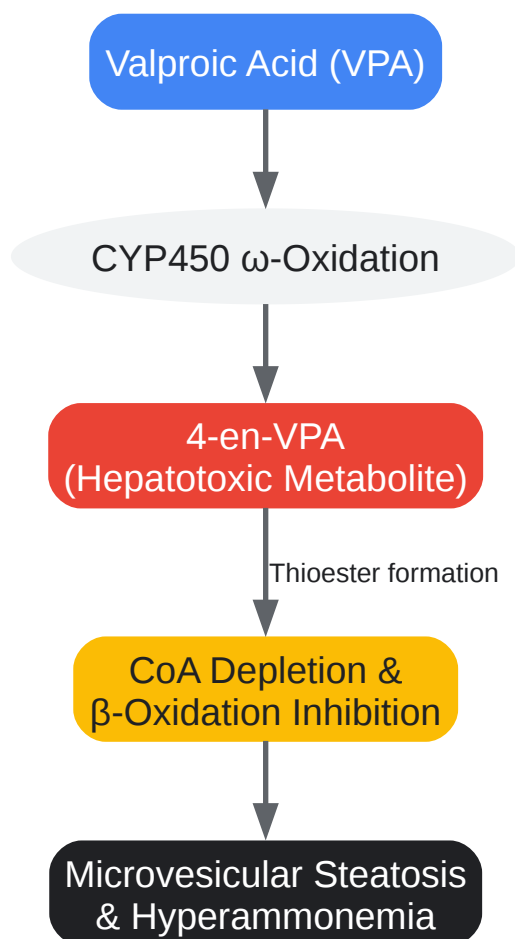 Valproic Acid (VPA)
CYP450 ω-Oxidation
4-en-VPA
(Hepatotoxic Metabolite)
Thioester formation
CoA Depletion &
β-Oxidation Inhibition
Microvesicular Steatosis
& Hyperammonemia